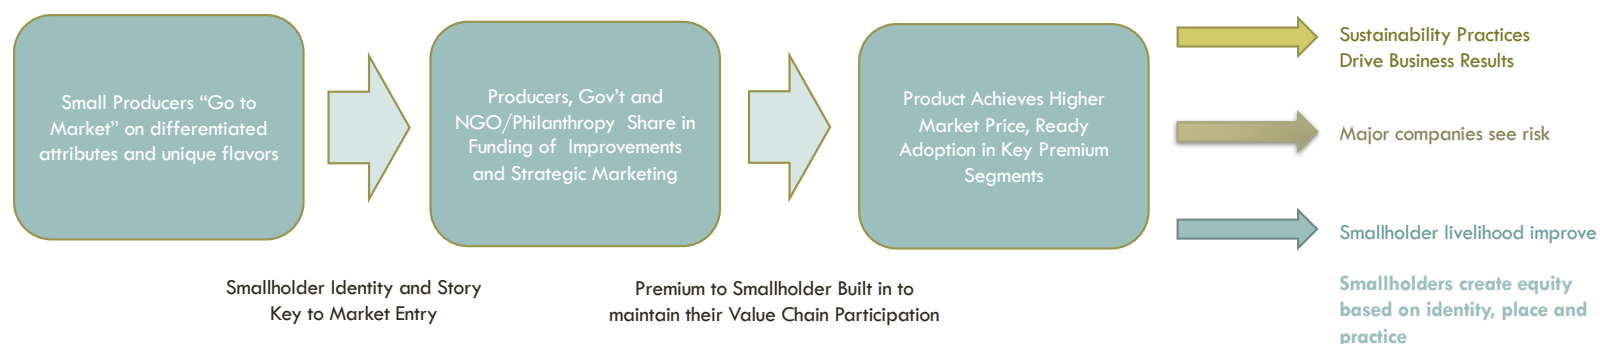 Small Producers “Go to
Market” on differentiated
attributes and unique flavors
Producers, Gov’t and
NGO/Philanthropy Share in
Funding of Improvements
and Strategic Marketing
Product Achieves Higher
Market Price, Ready
Adoption in Key Premium
Segments
Sustainability Practices
Drive Business Results
Major companies see risk
Smallholder livelihood improve
Smallholders create equity
based on identity, place and
practice
Smallholder Identity and Story
Key to Market Entry
Premium to Smallholder Built in to
maintain their Value Chain Participation